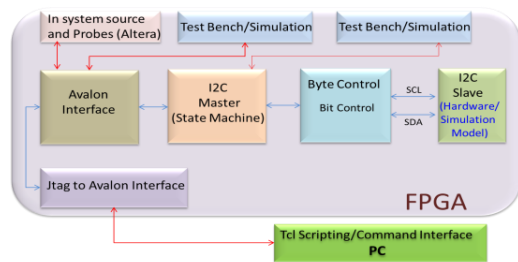 In system source
and Probes (Altera)
Test Bench/Simulation
Test Bench/Simulation
Avalon
Interface
I2C
Master
(State Machine)
Byte Control
Bit Control
SCL
SDA
I2C
Slave
(Hardware/
Simulation
Model)
Jtag to Avalon Interface
FPGA
Tcl Scripting/Command Interface
PC